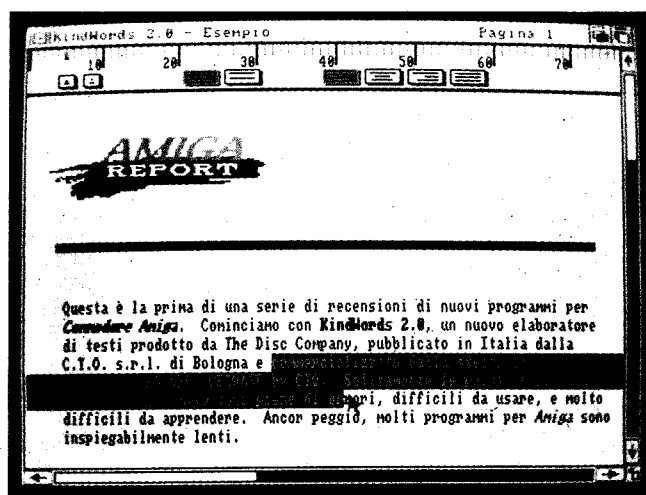 KindWords 2.0 - Esempio Pagina 1
10 20 30 40 50 60 70
AMIGA
REPORT
Questa è la prima di una serie di recensioni di nuovi programmi per
Commodore Amiga. Cominciamo con KindWords 2.0, un nuovo elaboratore
di testi prodotto da The Disc Company, pubblicato in Italia dalla
C.T.O. s.r.l. di Bologna e
difficili da usare, e molto
difficili da apprendere. Ancor peggio, molti programmi per Amiga sono
inspiegabilmente lenti.